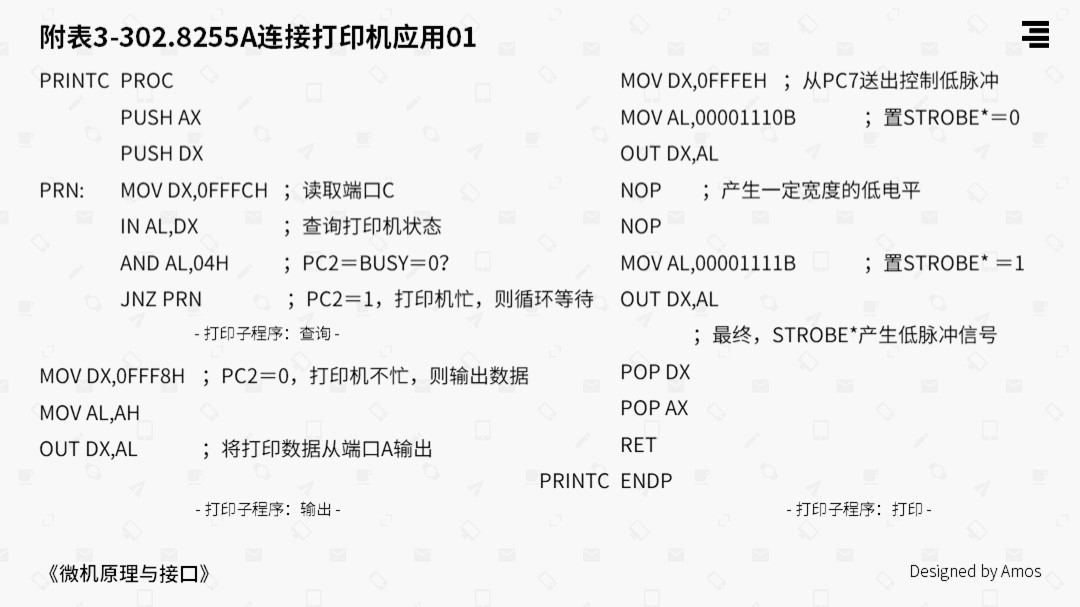 附表3-302.8255A连接打印机应用01
PRINTC PROC
PUSH AX
PUSH DX
PRN: MOV DX,0FFFCH ；读取端口C
IN AL,DX ；查询打印机状态
AND AL,04H ；PC2＝BUSY＝0？
JNZ PRN ；PC2＝1，打印机忙，则循环等待
- 打印子程序：查询 -
MOV DX,0FFF8H ；PC2＝0，打印机不忙，则输出数据
MOV AL,AH
OUT DX,AL ；将打印数据从端口A输出
- 打印子程序：输出 -
MOV DX,0FFFEH ；从PC7送出控制低脉冲
MOV AL,00001110B ；置STROBE*＝0
OUT DX,AL
NOP ；产生一定宽度的低电平
NOP
MOV AL,00001111B ；置STROBE* ＝1
OUT DX,AL
；最终，STROBE*产生低脉冲信号
POP DX
POP AX
RET
PRINTC ENDP
- 打印子程序：打印 -
《微机原理与接口》
Designed by Amos